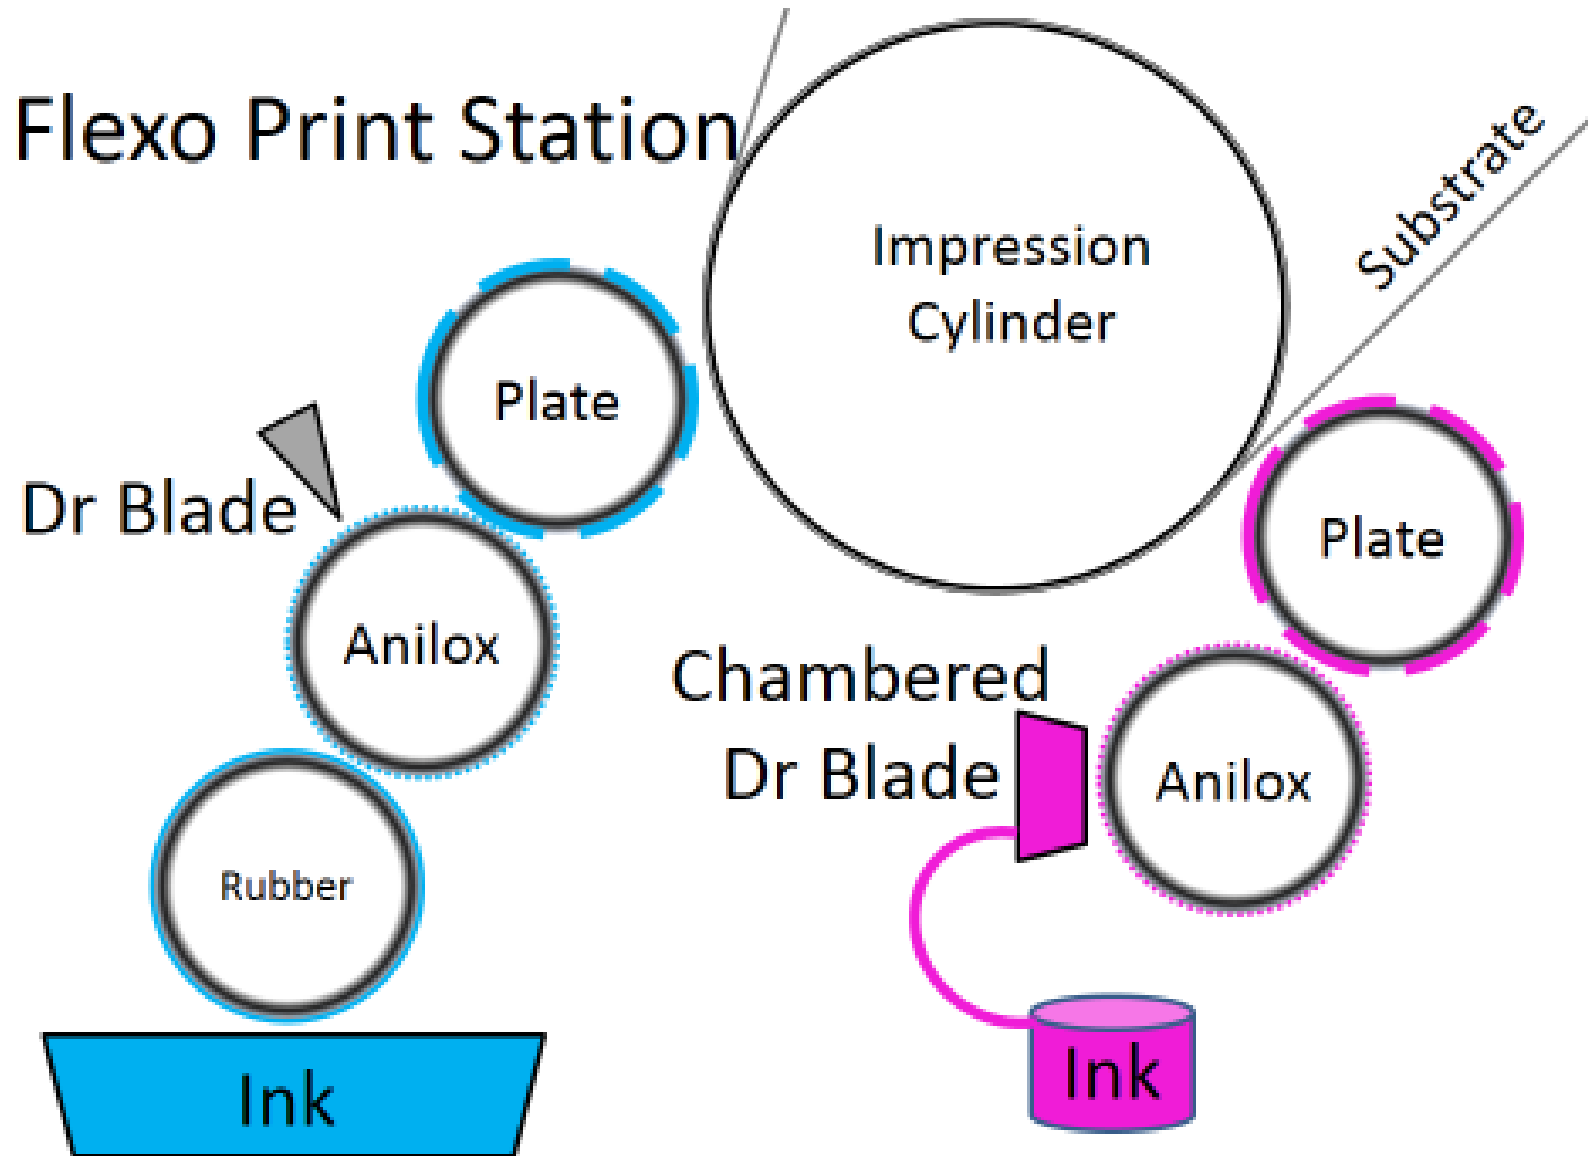 Flexo Print Station
Impression
Cylinder
Substrate
Plate
Dr Blade
Anilox
Rubber
Ink
Plate
Chambered
Dr Blade
Anilox
Ink